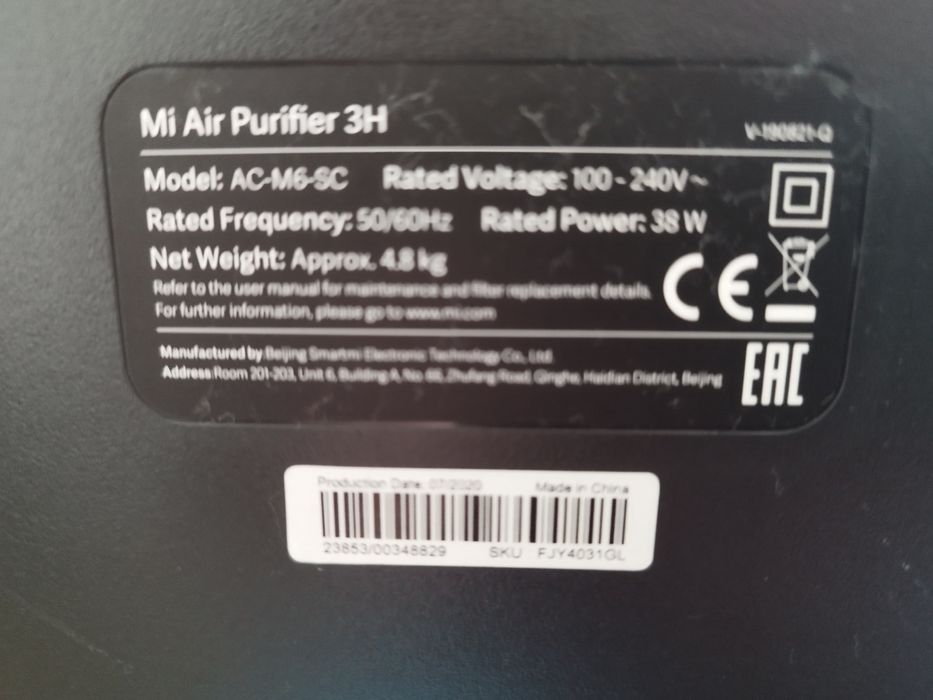 Mi Air Purifier 3H
V-190821-Q
Model: AC-M6-SC Rated Voltage: 100 - 240V ~
Rated Frequency: 50/60Hz Rated Power: 38 W
Net Weight: Approx. 4.8 kg
Refer to the user manual for maintenance and filter replacement details.
For further information, please go to www.mi.com
CE
Manufactured by Beijing Smartmi Electronic Technology Co., Ltd.
Address: Room 201-203, Unit 6, Building A, No Zhufang Road, Qinghe, Haidian District, Beijing
EAC
Production Date: 07/2020 Made in China
23853/00348829 SKU FJY4031GL